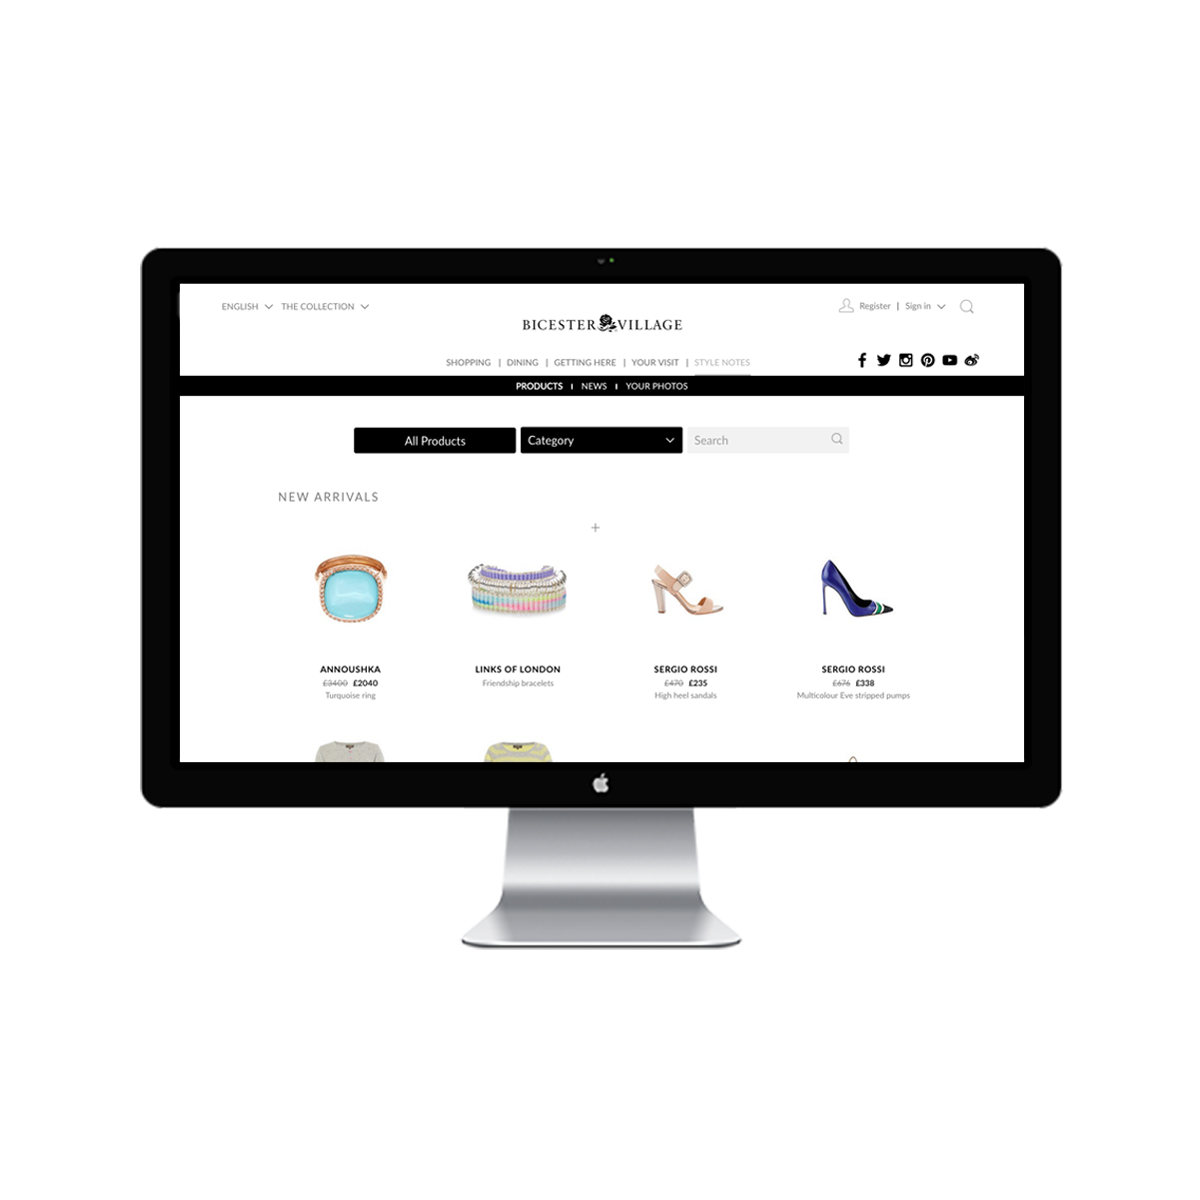 ENGLISH THE COLLECTION Register | Sign in
BICESTER VILLAGE
SHOPPING | DINING | GETTING HERE | YOUR VISIT | STYLE NOTES
PRODUCTS | NEWS | YOUR PHOTOS
All Products Category Search
NEW ARRIVALS
ANNOUSHKA
£3400 £2040
Turquoise ring
LINKS OF LONDON
Friendship bracelets
SERGIO ROSSI
£470 £235
High heel sandals
SERGIO ROSSI
£676 £338
Multicolour Eve stripped pumps